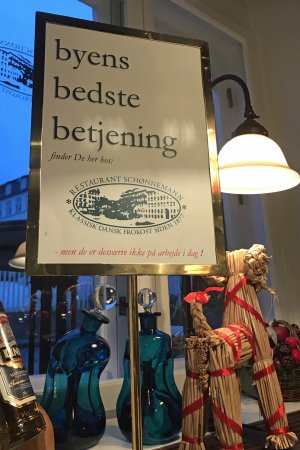 byens
bedste
betjening
finder De her hos:
RESTAURANT SCHØNNEMANN
KLASSISK DANSK FROKOST SIDEN 1877
- men de er desværre ikke på arbejde i dag !